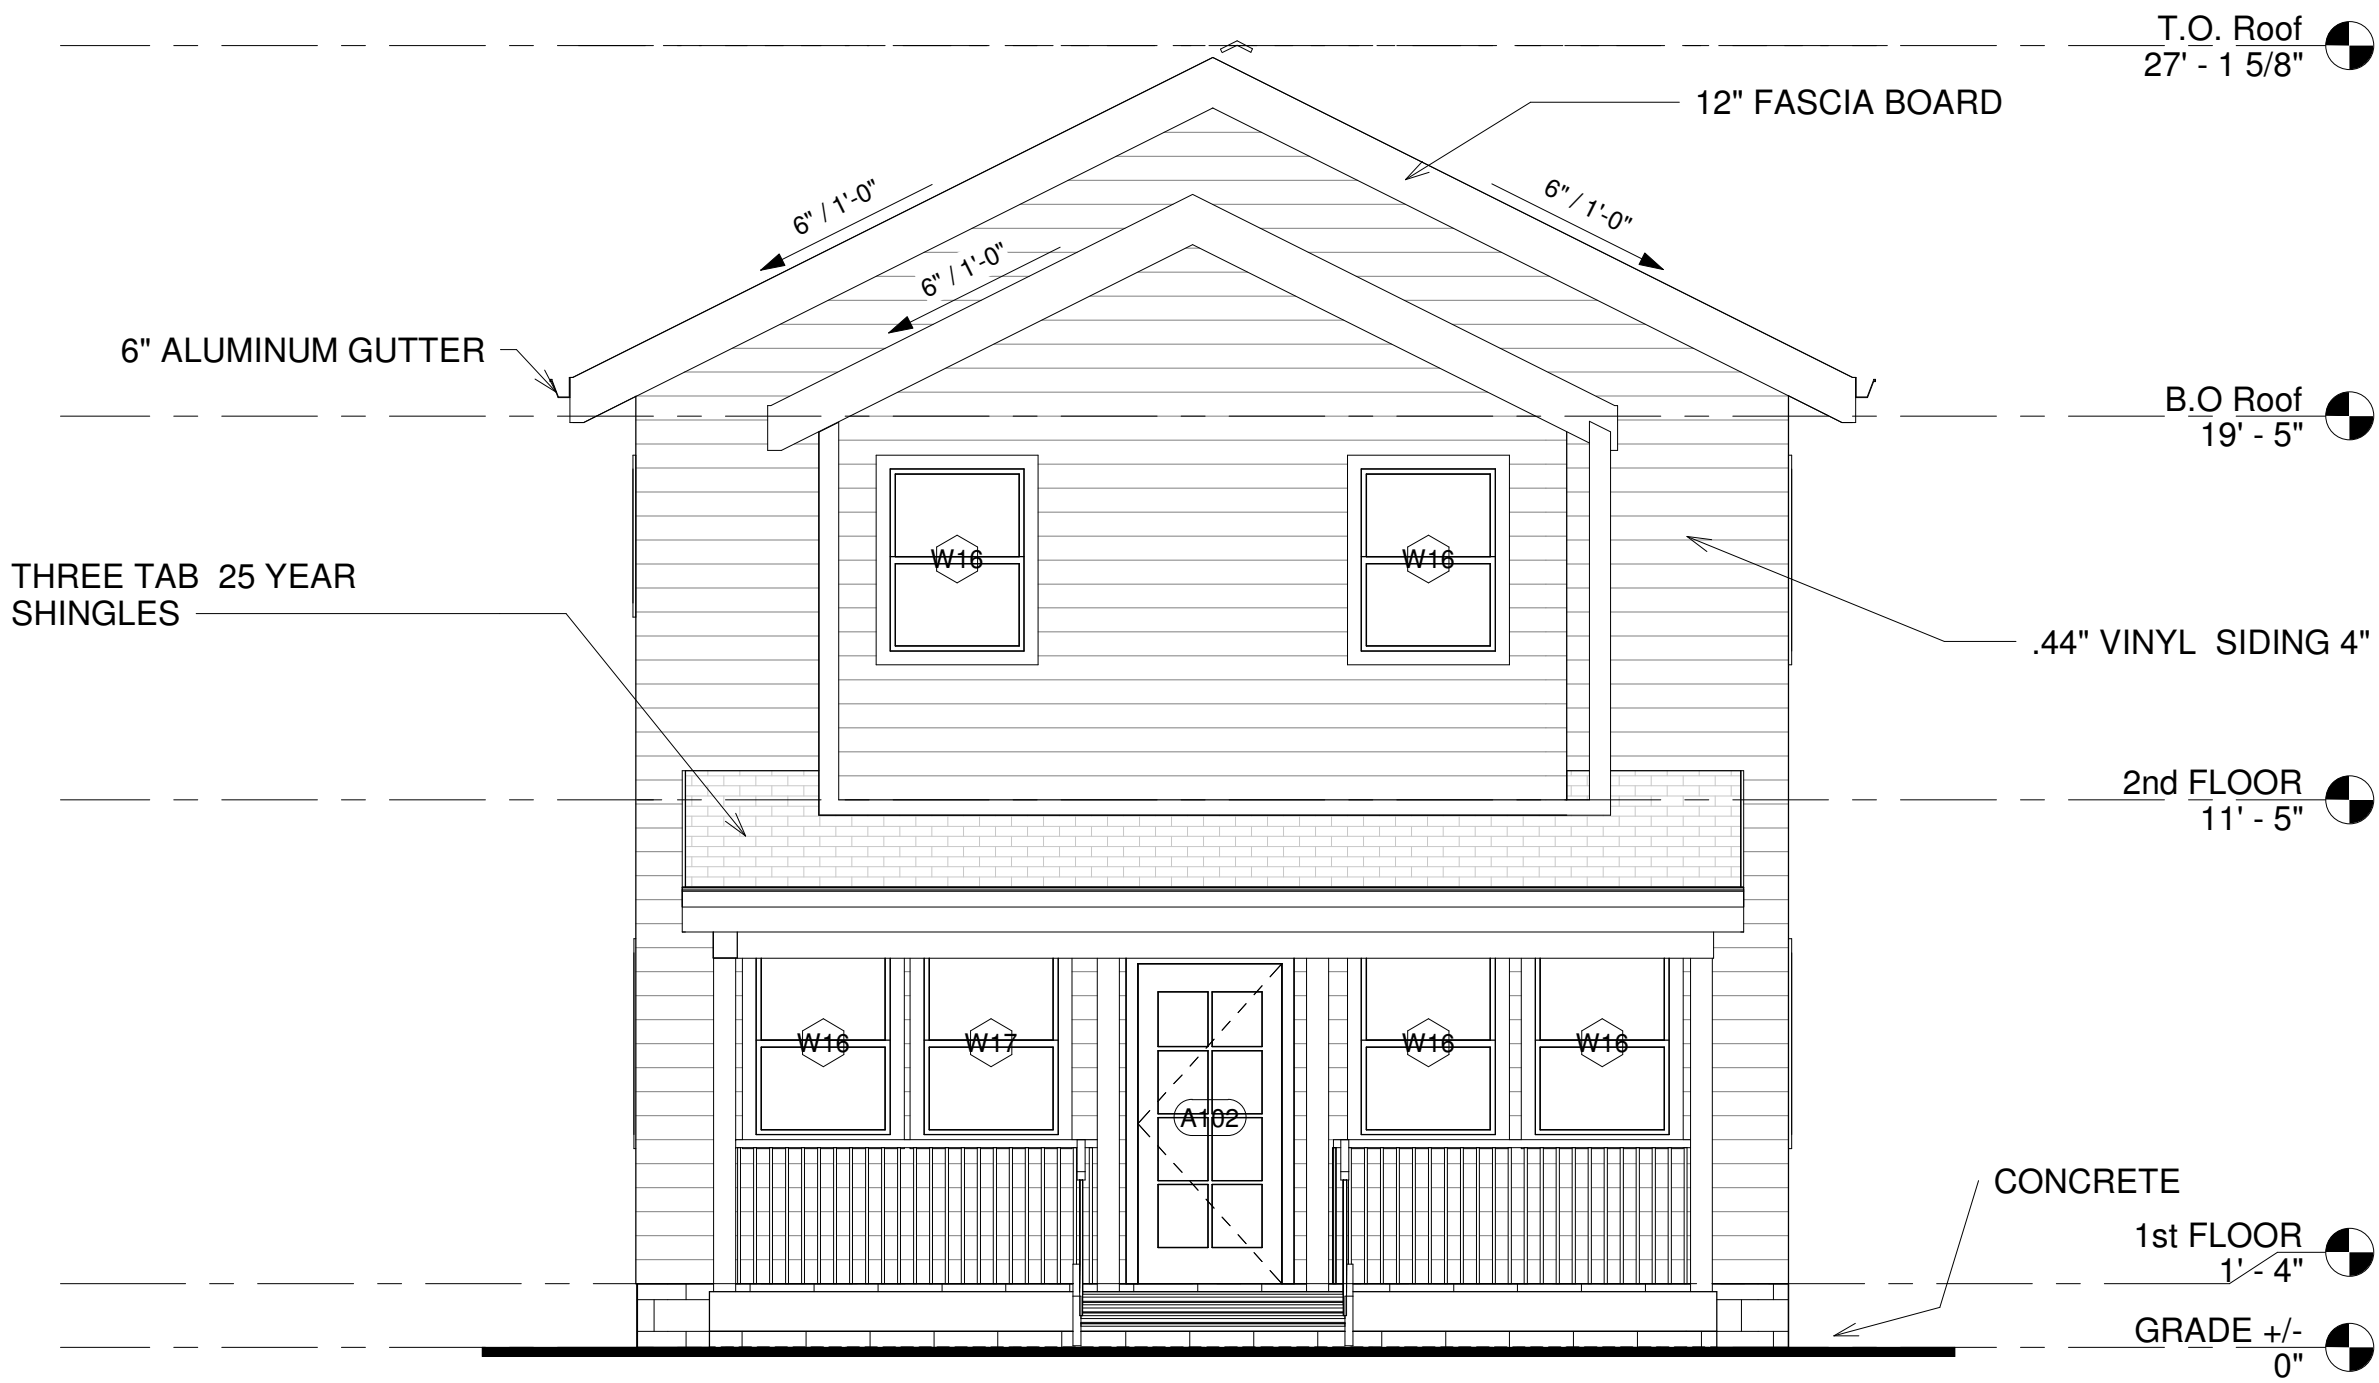 T.O. Roof
27' - 1 5/8"
12" FASCIA BOARD
6" / 1'-0"
6" / 1'-0"
6" / 1'-0"
6" ALUMINUM GUTTER
B.O Roof
19' - 5"
W16
W16
THREE TAB  25 YEAR
SHINGLES
.44" VINYL  SIDING 4"
2nd FLOOR
11' - 5"
W16
W17
W16
W16
A102
CONCRETE
1st FLOOR
1' - 4"
GRADE +/-
0"